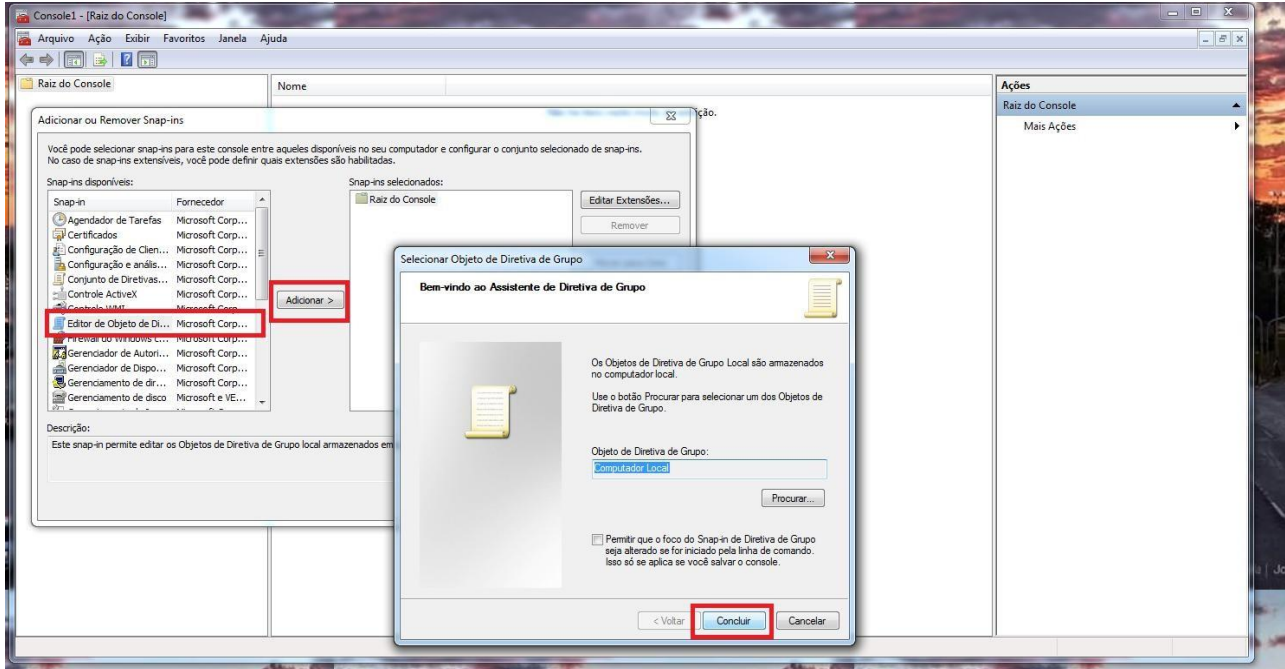 Console1 - [Raiz do Console]
Arquivo Ação Exibir Favoritos Janela Ajuda
Raiz do Console
Nome
Ações
Raiz do Console
Mais Ações
ição.
Adicionar ou Remover Snap-ins
Você pode selecionar snap-ins para este console entre aqueles disponíveis no seu computador e configurar o conjunto selecionado de snap-ins.
No caso de snap-ins extensíveis, você pode definir quais extensões são habilitadas.
Snap-ins disponíveis:
Snap-in Fornecedor
Agendador de Tarefas Microsoft Corp...
Certificados Microsoft Corp...
Configuração de Clien... Microsoft Corp...
Configuração e anális... Microsoft Corp...
Conjunto de Diretivas... Microsoft Corp...
Controle ActiveX Microsoft Corp...
Controle WMI Microsoft Corp...
Editor de Objeto de Di... Microsoft Corp...
Firewall do Windows c... Microsoft Corp...
Gerenciador de Autori... Microsoft Corp...
Gerenciador de Dispo... Microsoft Corp...
Gerenciamento de dir... Microsoft Corp...
Gerenciamento de disco Microsoft e VE...
Adicionar >
Snap-ins selecionados:
Raiz do Console
Editar Extensões...
Remover
Descrição:
Este snap-in permite editar os Objetos de Diretiva de Grupo local armazenados em
Selecionar Objeto de Diretiva de Grupo
Bem-vindo ao Assistente de Diretiva de Grupo
Os Objetos de Diretiva de Grupo Local são armazenados
no computador local.
Use o botão Procurar para selecionar um dos Objetos de
Diretiva de Grupo.
Objeto de Diretiva de Grupo:
Computador Local
Procurar...
Permitir que o foco do Snap-in de Diretiva de Grupo
seja alterado se for iniciado pela linha de comando.
Isso só se aplica se você salvar o console.
< Voltar
Concluir
Cancelar